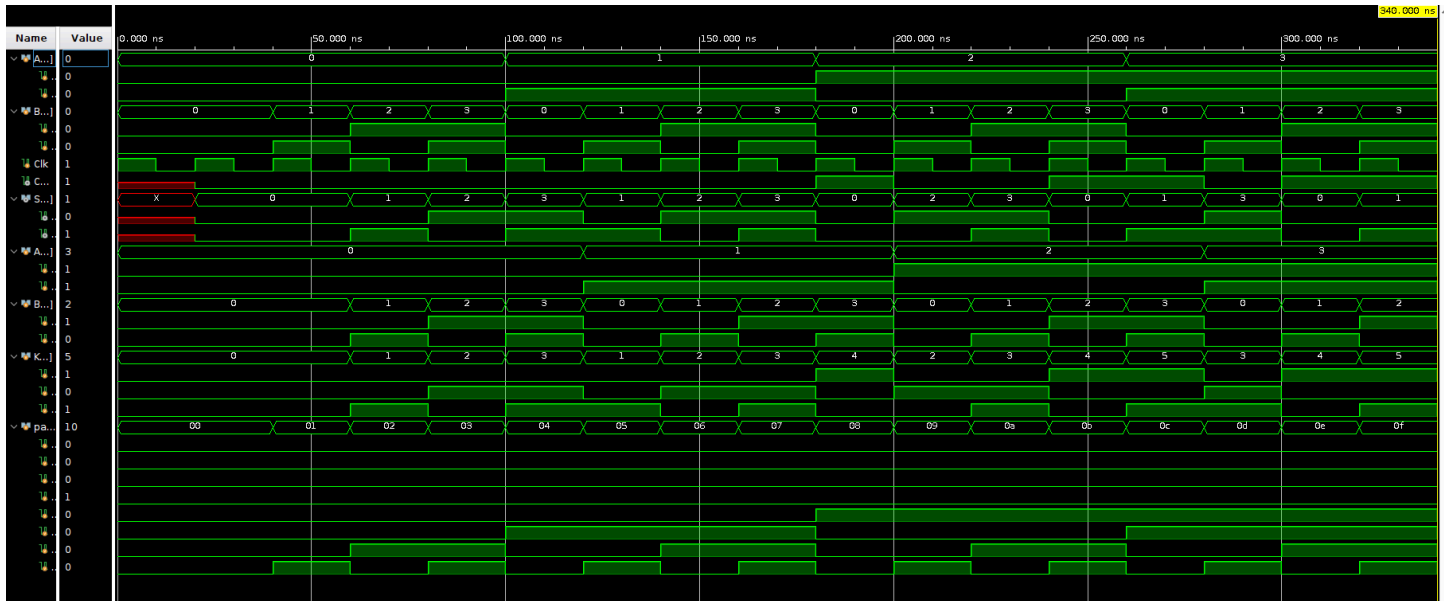 340.000 ns
Name Value 0.000 ns 50.000 ns 100.000 ns 150.000 ns 200.000 ns 250.000 ns 300.000 ns
A...] 0 0 1 2 3
.. 0
.. 0
B...] 0 0 1 2 3 0 1 2 3 0 1 2 3 0 1 2 3
.. 0
.. 0
Clk 1
C... 1
S...] 1 X 0 1 2 3 1 2 3 0 2 3 0 1 3 0 1
.. 0
.. 1
A...] 3 0 1 2 3
.. 1
.. 1
B...] 2 0 1 2 3 0 1 2 3 0 1 2 3 0 1 2
.. 1
.. 0
K...] 5 0 1 2 3 1 2 3 4 2 3 4 5 3 4 5
.. 1
.. 0
.. 1
pa... 10 00 01 02 03 04 05 06 07 08 09 0a 0b 0c 0d 0e 0f
.. 0
.. 0
.. 0
.. 1
.. 0
.. 0
.. 0
.. 0